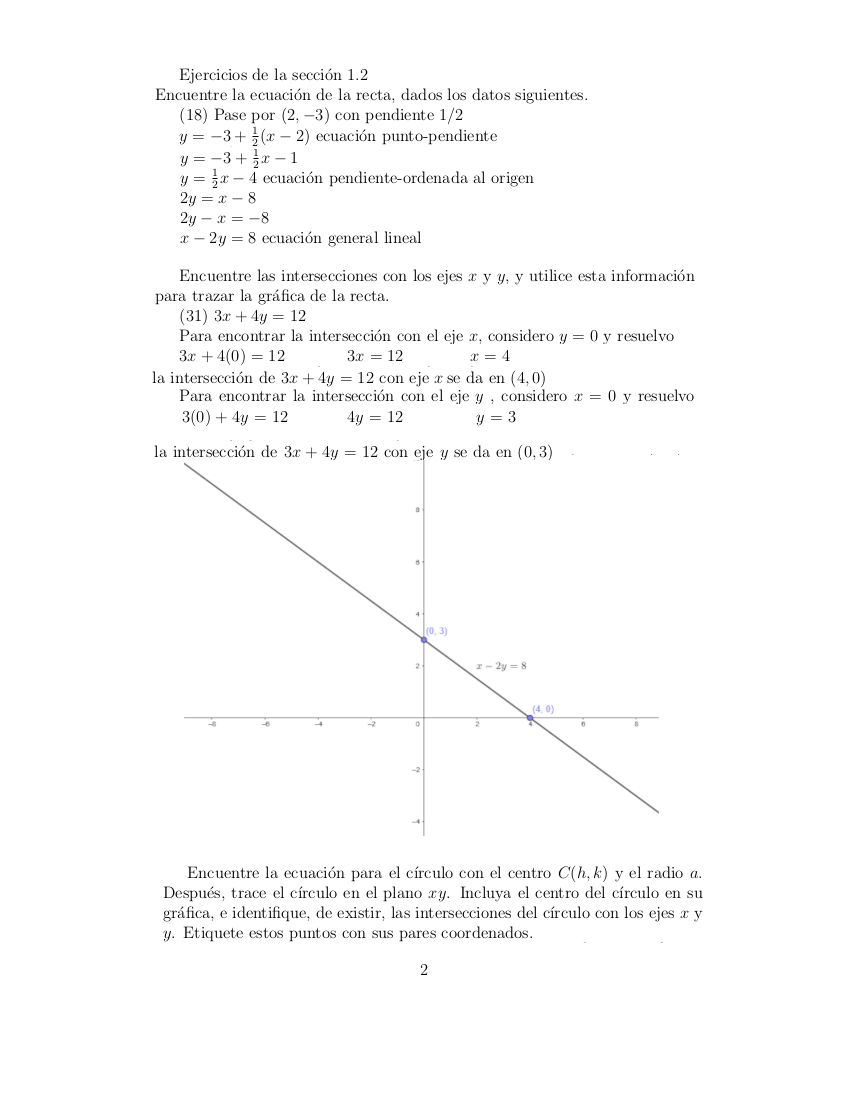 Ejercicios de la sección 1.2
Encuentre la ecuación de la recta, dados los datos siguientes.
(18) Pase por (2, −3) con pendiente 1/2
y = −3 + 1/2(x − 2) ecuación punto-pendiente
y = −3 + 1/2x − 1
y = 1/2x − 4 ecuación pendiente-ordenada al origen
2y = x − 8
2y − x = −8
x − 2y = 8 ecuación general lineal
Encuentre las intersecciones con los ejes x y y, y utilice esta información
para trazar la gráfica de la recta.
(31) 3x + 4y = 12
Para encontrar la intersección con el eje x, considero y = 0 y resuelvo
3x + 4(0) = 12 3x = 12 x = 4
la intersección de 3x + 4y = 12 con eje x se da en (4, 0)
Para encontrar la intersección con el eje y , considero x = 0 y resuelvo
3(0) + 4y = 12 4y = 12 y = 3
la intersección de 3x + 4y = 12 con eje y se da en (0, 3)
8
6
4
(0, 3)
2
x − 2y = 8
(4, 0)
−8 −6 −4 −2 0 2 4 6 8
−2
−4
Encuentre la ecuación para el círculo con el centro C(h, k) y el radio a.
Después, trace el círculo en el plano xy. Incluya el centro del círculo en su
gráfica, e identifique, de existir, las intersecciones del círculo con los ejes x y
y. Etiquete estos puntos con sus pares coordenados.
2